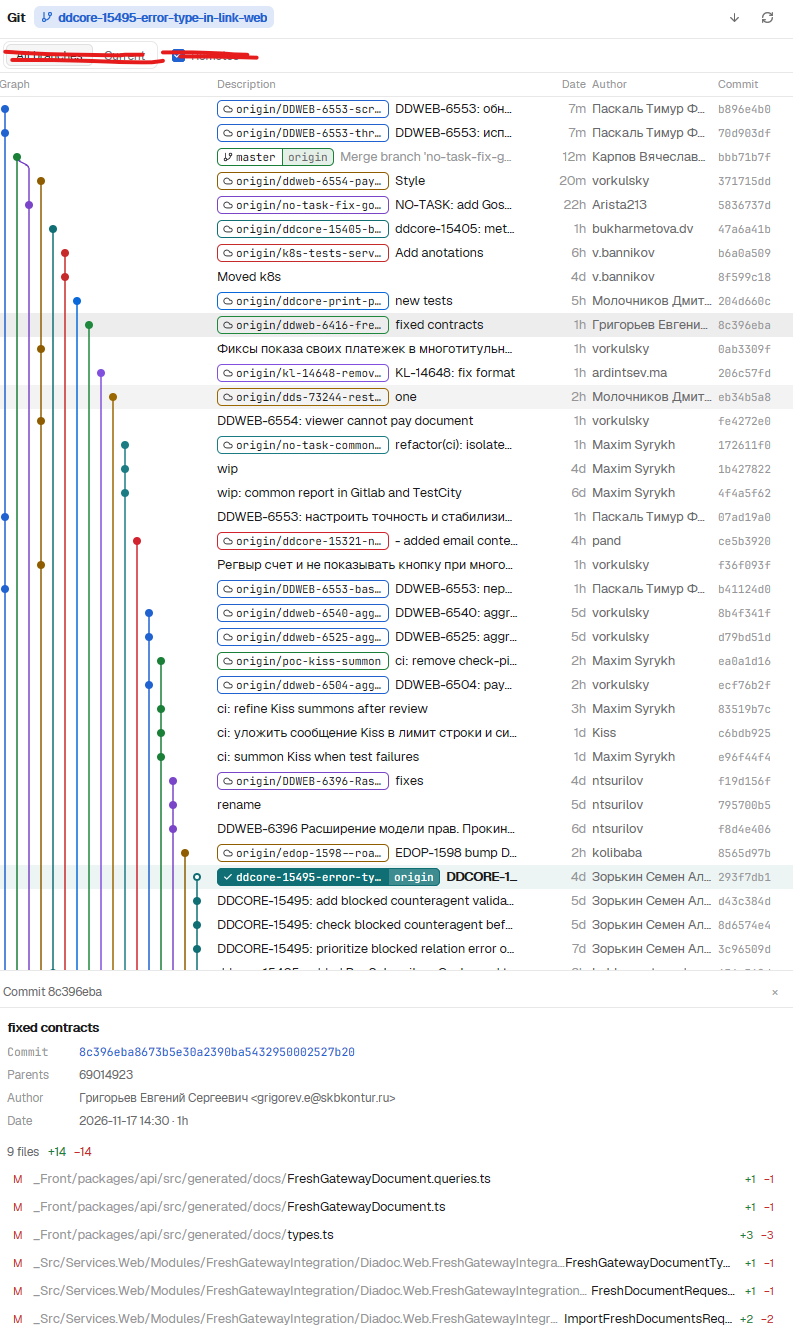 Git ddcore-15495-error-type-in-link-web
All branches Current Remotes
Graph Description Date Author Commit
origin/DDWEB-6553-scr… DDWEB-6553: обн… 7m Паскаль Тимур Ф… b896e4b0
origin/DDWEB-6553-thr… DDWEB-6553: исп… 7m Паскаль Тимур Ф… 70d903df
master origin Merge branch 'no-task-fix-g… 12m Карпов Вячеслав… bbb71b7f
origin/ddweb-6554-pay… Style 20m vorkulsky 371715dd
origin/no-task-fix-go… NO-TASK: add Gos… 22h Arista213 5836737d
origin/ddcore-15405-b… ddcore-15405: met… 1h bukharmetova.dv 47a6a41b
origin/k8s-tests-serv… Add anotations 6h v.bannikov b6a0a509
Moved k8s 4d v.bannikov 8f599c18
origin/ddcore-print-p… new tests 5h Молочников Дмит… 204d660c
origin/ddweb-6416-fre… fixed contracts 1h Григорьев Евгени… 8c396eba
Фиксы показа своих платежек в многотитульн… 1h vorkulsky 0ab3309f
origin/kl-14648-remov… KL-14648: fix format 1h ardintsev.ma 206c57fd
origin/dds-73244-rest… one 2h Молочников Дмит… eb34b5a8
DDWEB-6554: viewer cannot pay document 1h vorkulsky fe4272e0
origin/no-task-common… refactor(ci): isolate… 1h Maxim Syrykh 172611f0
wip 4d Maxim Syrykh 1b427822
wip: common report in Gitlab and TestCity 6d Maxim Syrykh 4f4a5f62
DDWEB-6553: настроить точность и стабилизи… 1h Паскаль Тимур Ф… 07ad19a0
origin/ddcore-15321-n… - added email conte… 4h pand ce5b3920
Регвыр счет и не показывать кнопку при много… 1h vorkulsky f36f093f
origin/DDWEB-6553-bas… DDWEB-6553: пер… 1h Паскаль Тимур Ф… b41124d0
origin/ddweb-6540-agg… DDWEB-6540: aggr… 5d vorkulsky 8b4f341f
origin/ddweb-6525-agg… DDWEB-6525: aggr… 5d vorkulsky d79bd51d
origin/poc-kiss-summon ci: remove check-pi… 2h Maxim Syrykh ea0a1d16
origin/ddweb-6504-agg… DDWEB-6504: pay… 2h vorkulsky ecf76b2f
ci: refine Kiss summons after review 3h Maxim Syrykh 83519b7c
ci: уложить сообщение Kiss в лимит строки и си… 1d Kiss c6bdb925
ci: summon Kiss when test failures 1d Maxim Syrykh e96f44f4
origin/DDWEB-6396-Ras… fixes 4d ntsurilov f19d156f
rename 5d ntsurilov 795700b5
DDWEB-6396 Расширение модели прав. Прокин… 6d ntsurilov f8d4e406
origin/edop-1598--roa… EDOP-1598 bump D… 2h kolibaba 8565d97b
ddcore-15495-error-ty… origin DDCORE-1… 4d Зорькин Семен Ал… 293f7db1
DDCORE-15495: add blocked counteragent valida… 5d Зорькин Семен Ал… d43c384d
DDCORE-15495: check blocked counteragent bef… 5d Зорькин Семен Ал… 8d6574e4
DDCORE-15495: prioritize blocked relation error o… 7d Зорькин Семен Ал… 3c96509d
Commit 8c396eba
fixed contracts
Commit 8c396eba8673b5e30a2390ba5432950002527b20
Parents 69014923
Author Григорьев Евгений Сергеевич <grigorev.e@skbkontur.ru>
Date 2026-11-17 14:30 · 1h
9 files +14 −14
M _Front/packages/api/src/generated/docs/FreshGatewayDocument.queries.ts +1 −1
M _Front/packages/api/src/generated/docs/FreshGatewayDocument.ts +1 −1
M _Front/packages/api/src/generated/docs/types.ts +3 −3
M _Src/Services.Web/Modules/FreshGatewayIntegration/Diadoc.Web.FreshGatewayIntegra…FreshGatewayDocumentTy… +1 −1
M _Src/Services.Web/Modules/FreshGatewayIntegration/Diadoc.Web.FreshGatewayIntegration… FreshDocumentReques… +1 −1
M _Src/Services.Web/Modules/FreshGatewayIntegration/Diadoc.Web.FreshGatewayIntegr… ImportFreshDocumentsReq… +2 −2